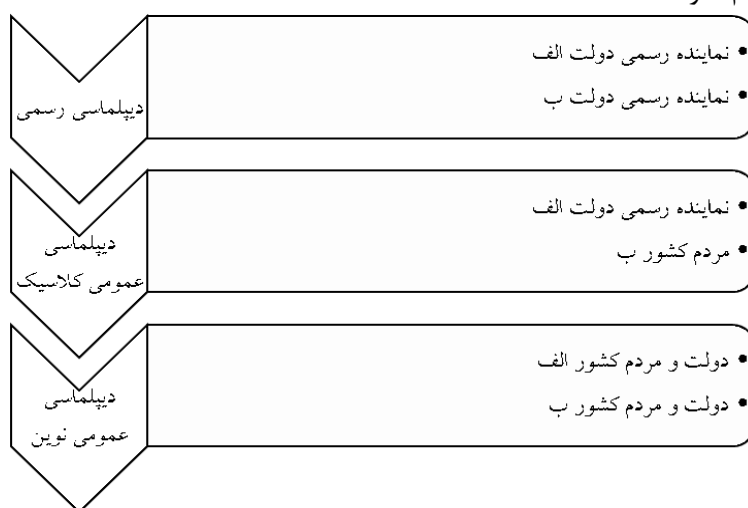 دیپلماسی رسمی
• نماینده رسمی دولت الف
• نماینده رسمی دولت ب
دیپلماسی
عمومی کلاسیک
• نماینده رسمی دولت الف
• مردم کشور ب
دیپلماسی
عمومی نوین
• دولت و مردم کشور الف
• دولت و مردم کشور ب